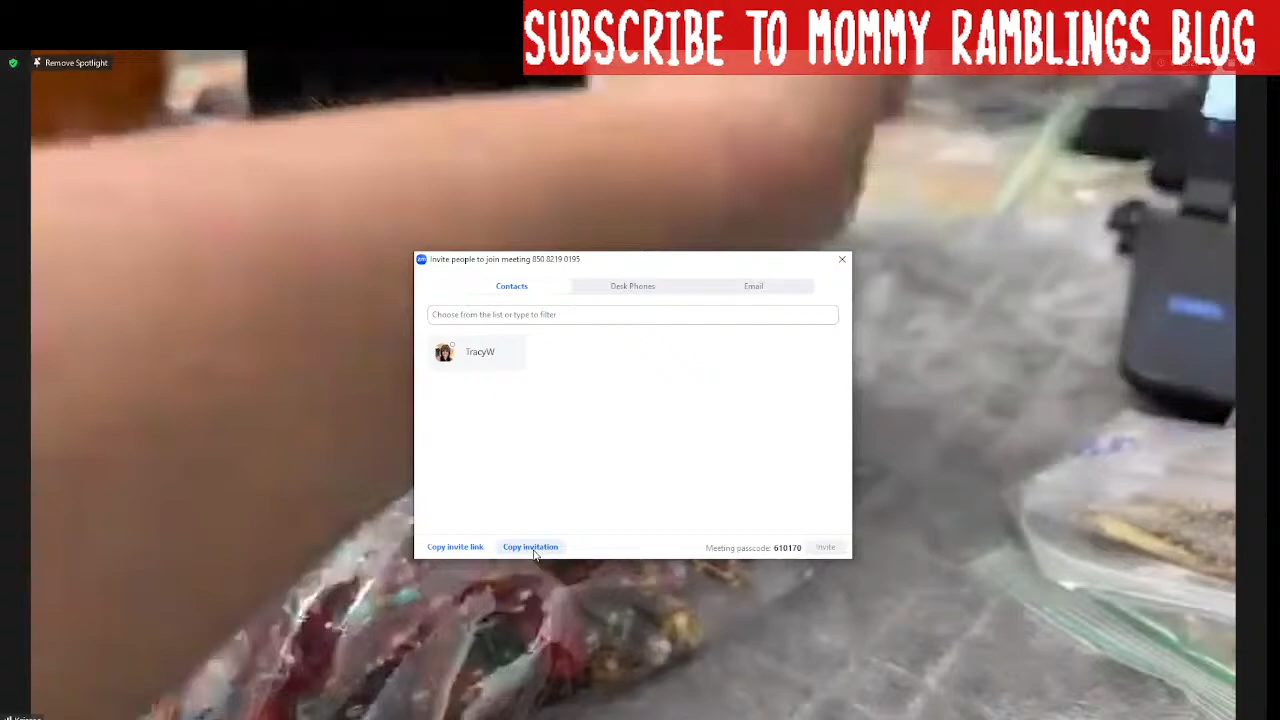 SUBSCRIBE TO MOMMY RAMBLINGS BLOG
Remove Spotlight
Invite people to join meeting 850 8219 0195
Contacts
Desk Phones
Email
Choose from the list or type to filter
TracyW
Copy invite link
Copy invitation
Meeting passcode: 610170
Invite